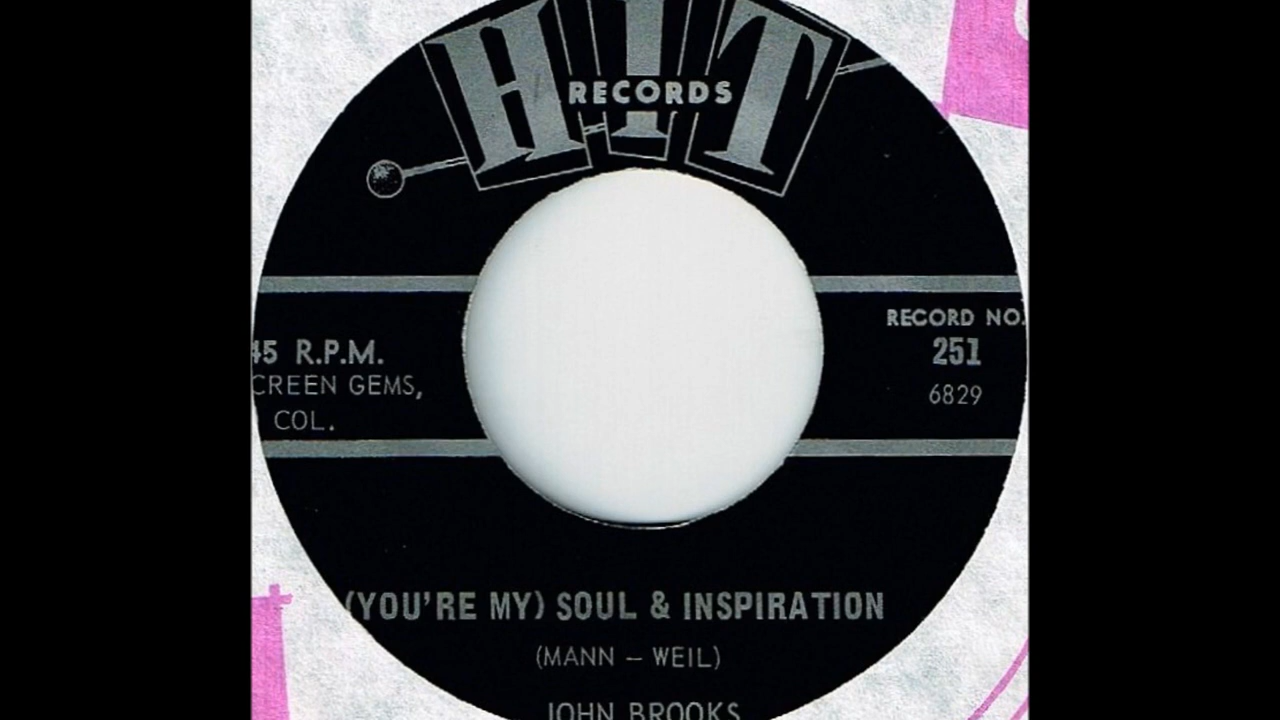 HIT
RECORDS
RECORD NO.
251
6829
45 R.P.M.
CREEN GEMS,
COL.
(YOU'RE MY) SOUL & INSPIRATION
(MANN – WEIL)
JOHN BROOKS